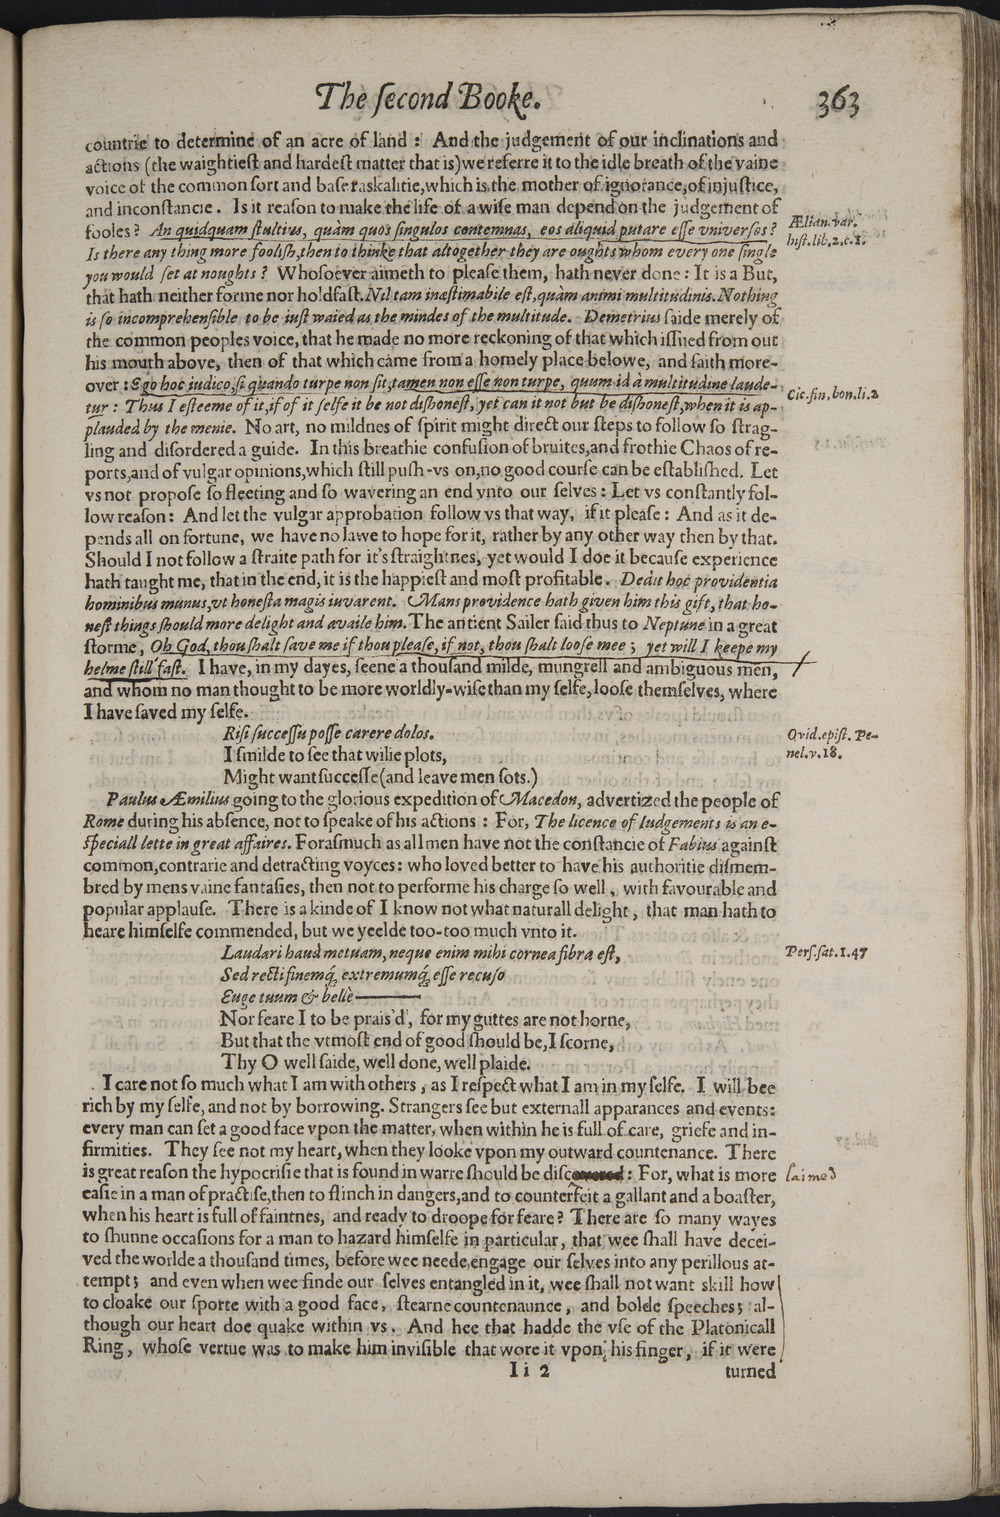 The ſecond Booke. 363
countrie to determine of an acre of land : And the judgement of our inclinations and
actions (the waightieſt and hardeſt matter that is) we referre it to the idle breath of the vaine
voice of the common ſort and baſe raskalitie, which is the mother of ignorance, of injuſtice,
and inconſtancie. Is it reaſon to make the life of a wiſe man depend on the judgement of
fooles? An quidquam ſtultius, quàm quos ſingulos contemnas, eos aliquid putare eſſe vniverſos?
Ælian. var.
hiſt. lib. 2. c. 1.
Is there any thing more fooliſh, then to thinke that altogether they are oughts whom every one ſingle
you would ſet at noughts? Whoſoever aimeth to pleaſe them, hath never done: It is a But,
that hath neither forme nor holdfaſt. Nil tam inæſtimabile eſt, quàm animi multitudinis. Nothing
is ſo incomprehenſible to be iuſt waied as the mindes of the multitude. Demetrius ſaide merely of
the common peoples voice, that he made no more reckoning of that which iſſued from out
his mouth above, then of that which came from a homely place belowe, and ſaith more-
over : Ego hoc iudico, ſi quando turpe non ſit, tamen non eſſe non turpe, quum id à multitudine laude-
Cic. fin. bon. li. 2
tur : Thus I eſteeme of it, if of it ſelfe it be not diſhoneſt, yet can it not but be diſhoneſt, when it is ap-
plauded by the menie. No art, no mildnes of ſpirit might direct our ſteps to follow ſo ſtrag-
ling and diſordered a guide. In this breathie confuſion of bruites, and frothie Chaos of re-
ports, and of vulgar opinions, which ſtill puſh-vs on, no good courſe can be eſtabliſhed. Let
vs not propoſe ſo fleeting and ſo wavering an end vnto our ſelves : Let vs conſtantly fol-
low reaſon : And let the vulgar approbation follow vs that way, if it pleaſe : And as it de-
pends all on fortune, we have no lawe to hope for it, rather by any other way then by that.
Should I not follow a ſtraite path for it's ſtraightnes, yet would I doe it becauſe experience
hath taught me, that in the end, it is the happieſt and moſt profitable. Dedit hoc providentia
hominibus munus, vt honeſta magis iuvarent. Mans providence hath given him this gift, that ho-
neſt things ſhould more delight and availe him. The antient Sailer ſaid thus to Neptune in a great
ſtorme, Oh God, thou ſhalt ſave me if thou pleaſe, if not, thou ſhalt looſe mee ; yet will I keepe my
helme ſtill faſt. I have, in my dayes, ſeene a thouſand milde, mungrell and ambiguous men,
and whom no man thought to be more worldly-wiſe than my ſelfe, looſe themſelves, where
I have ſaved my ſelfe.
Riſi ſucceſſu poſſe carere dolos.
Ovid. epiſt. Pe-
nel. v. 18.
I ſmilde to ſee that wilie plots,
Might want ſucceſſe (and leave men ſots.)
Paulus Æmilius going to the glorious expedition of Macedon, advertized the people of
Rome during his abſence, not to ſpeake of his actions : For, The licence of Iudgements is an e-
ſpeciall lette in great affaires. Foraſmuch as all men have not the conſtancie of Fabius againſt
common, contrarie and detracting voyces : who loved better to have his authoritie diſmem-
bred by mens vaine fantaſies, then not to performe his charge ſo well, with favourable and
popular applauſe. There is a kinde of I know not what naturall delight, that man hath to
heare himſelfe commended, but we yeelde too-too much vnto it.
Laudari haud metuam, neque enim mihi cornea fibra eſt,
Perſ. ſat. 1. 47
Sed recti finemq́; extremumq́; eſſe recuſo
Euge tuum & bellè ———
Nor feare I to be prais'd, for my guttes are not horne,
But that the vtmoſt end of good ſhould be, I ſcorne,
Thy O well ſaide, well done, well plaide.
I care not ſo much what I am with others, as I reſpect what I am in my ſelfe. I will bee
rich by my ſelfe, and not by borrowing. Strangers ſee but externall apparances and events :
every man can ſet a good face vpon the matter, when within he is full of care, griefe and in-
firmities. They ſee not my heart, when they looke vpon my outward countenance. There
is great reaſon the hypocriſie that is found in warre ſhould be diſcovered : For, what is more
ſaimed
eaſie in a man of practiſe, then to flinch in dangers, and to counterfeit a gallant and a boaſter,
when his heart is full of faintnes, and ready to droope for feare? There are ſo many wayes
to ſhunne occaſions for a man to hazard himſelfe in particular, that wee ſhall have decei-
ved the worlde a thouſand times, before wee neede engage our ſelves into any perillous at-
tempt ; and even when wee finde our ſelves entangled in it, wee ſhall not want skill how
to cloake our ſporte with a good face, ſtearne countenaunce, and bolde ſpeeches ; al-
though our heart doe quake within vs. And hee that hadde the vſe of the Platonicall
Ring, whoſe vertue was to make him inviſible that wore it vpon his finger, if it were
I i 2 turned